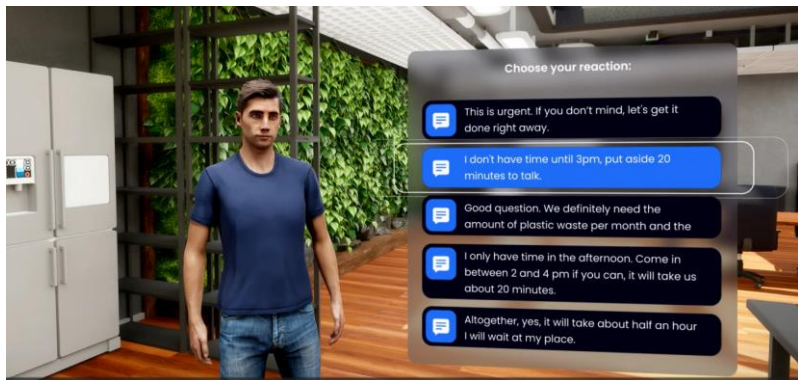 Choose your reaction:
This is urgent. If you don't mind, let's get it
done right away.
I don't have time until 3pm, put aside 20
minutes to talk.
Good question. We definitely need the
amount of plastic waste per month and the
I only have time in the afternoon. Come in
between 2 and 4 pm if you can, it will take us
about 20 minutes.
Altogether, yes, it will take about half an hour
I will wait at my place.